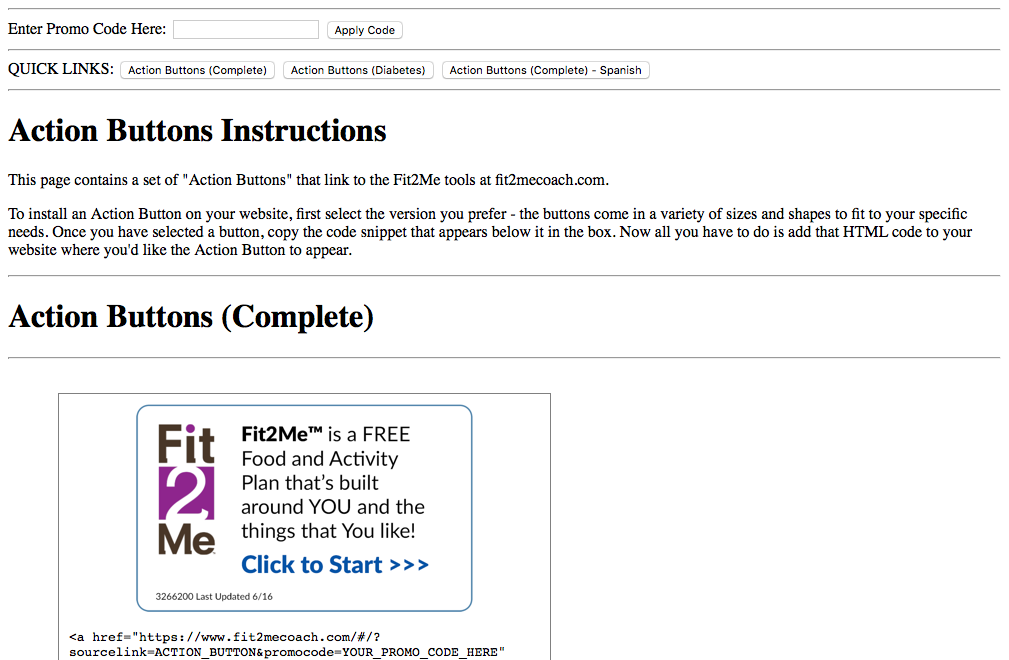 Enter Promo Code Here: Apply Code
QUICK LINKS: Action Buttons (Complete) Action Buttons (Diabetes) Action Buttons (Complete) - Spanish
Action Buttons Instructions
This page contains a set of "Action Buttons" that link to the Fit2Me tools at fit2mecoach.com.
To install an Action Button on your website, first select the version you prefer - the buttons come in a variety of sizes and shapes to fit to your specific
needs. Once you have selected a button, copy the code snippet that appears below it in the box. Now all you have to do is add that HTML code to your
website where you'd like the Action Button to appear.
Action Buttons (Complete)
Fit
2
Me
Fit2Me™ is a FREE
Food and Activity
Plan that's built
around YOU and the
things that You like!
Click to Start >>>
3266200 Last Updated 6/16
<a href="https://www.fit2mecoach.com/#/?
sourcelink=ACTION_BUTTON&promocode=YOUR_PROMO_CODE_HERE"